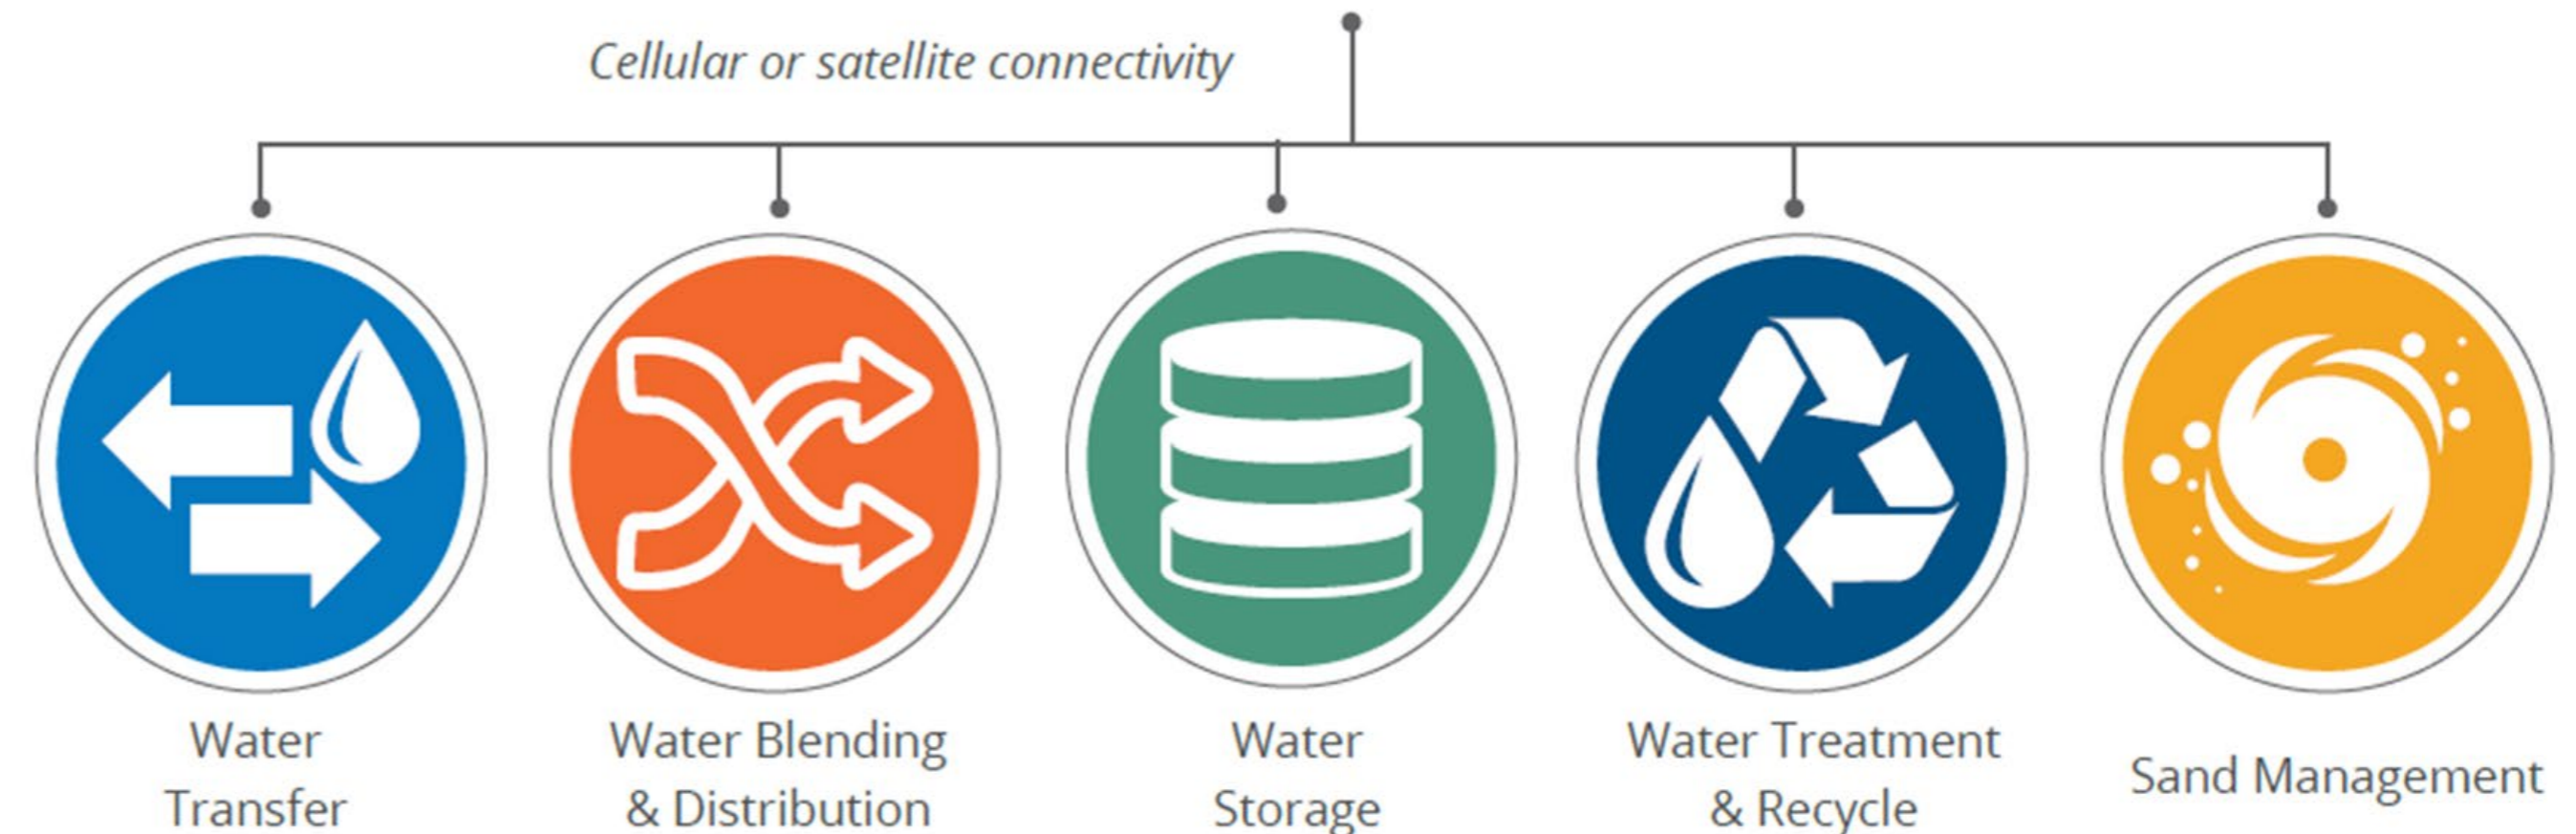 Cellular or satellite connectivity
Water
Transfer
Water Blending
& Distribution
Water
Storage
Water Treatment
& Recycle
Sand Management